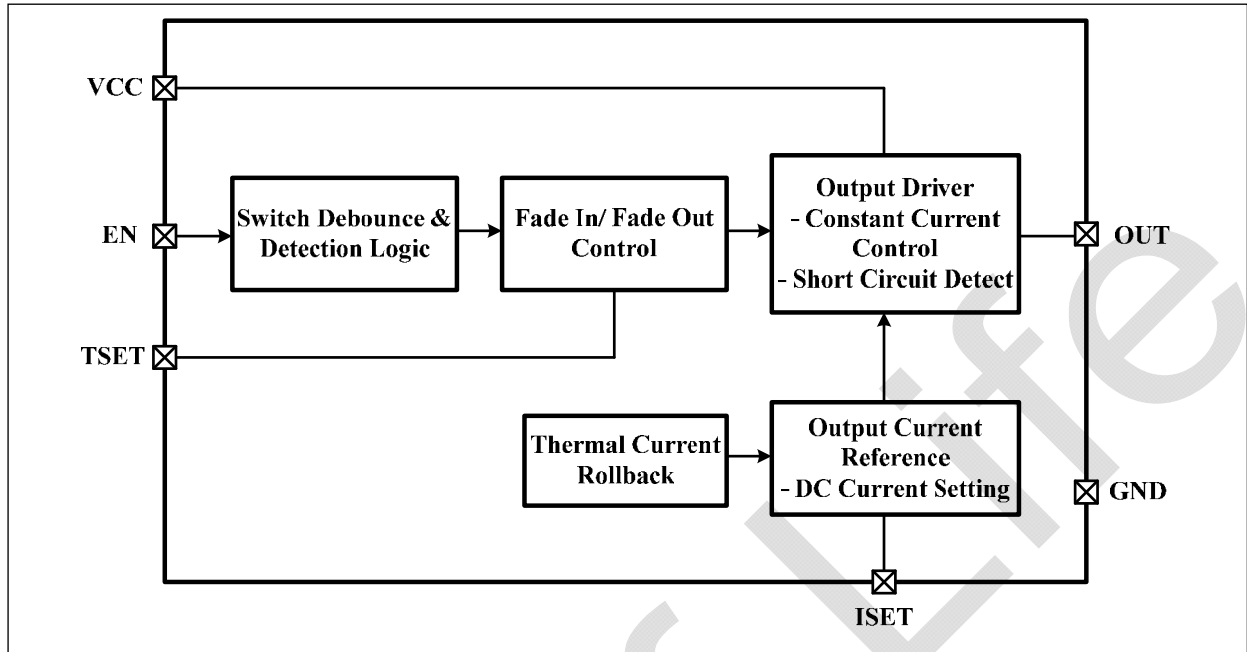 VCC
EN
TSET
Switch Debounce &
Detection Logic
Fade In/ Fade Out
Control
Output Driver
- Constant Current
Control
- Short Circuit Detect
OUT
Thermal Current
Rollback
Output Current
Reference
- DC Current Setting
GND
ISET
f Life